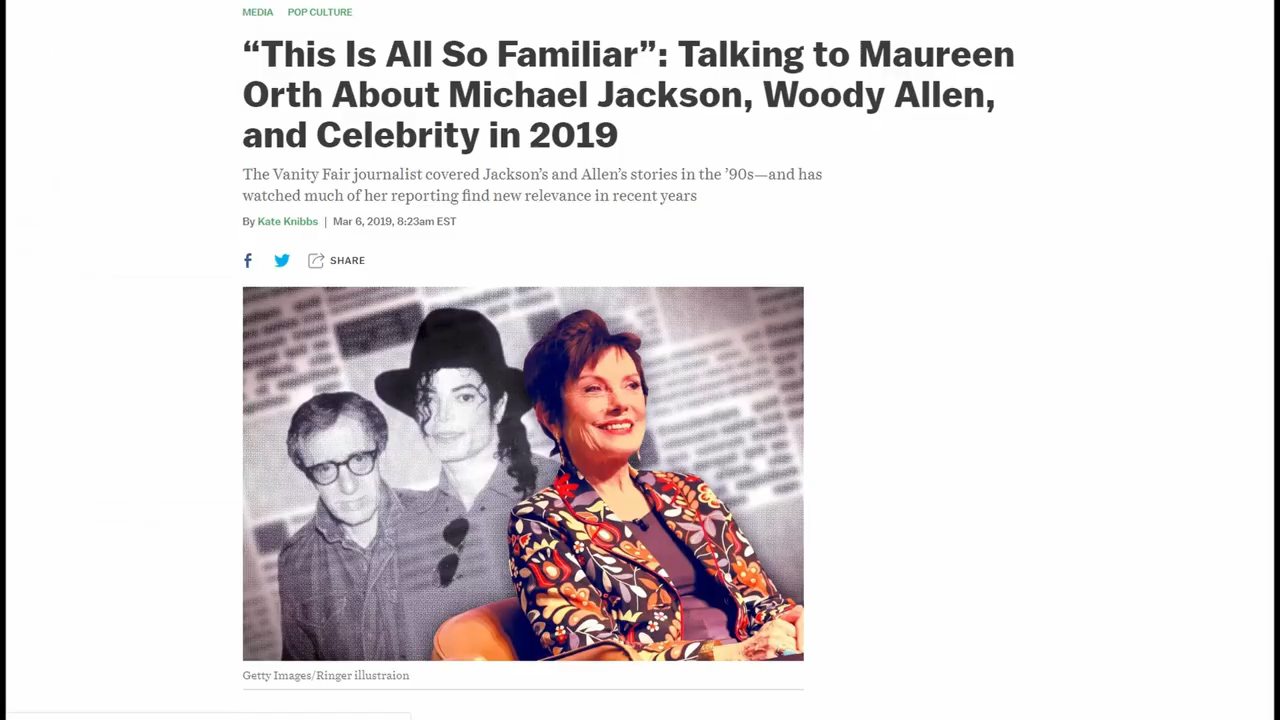 MEDIA POP CULTURE
“This Is All So Familiar”: Talking to Maureen
Orth About Michael Jackson, Woody Allen,
and Celebrity in 2019
The Vanity Fair journalist covered Jackson’s and Allen’s stories in the ’90s—and has
watched much of her reporting find new relevance in recent years
By Kate Knibbs | Mar 6, 2019, 8:23am EST
f SHARE
Getty Images/Ringer illustraion